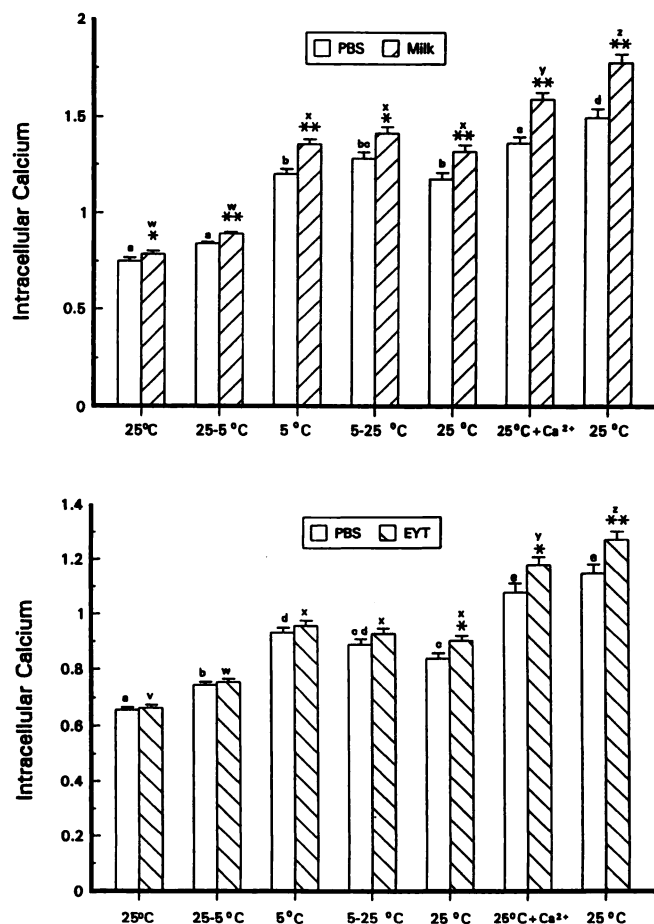 2
PBS Milk
z
**
y
**
1.5
x
**
x
*
x
**
d
e
b
bc
b
Intracellular Calcium
1
w
**
w
*
a
a
0.5
0
25°C 25-5 °C 5 °C 5-25 °C 25 °C 25°C+Ca²⁺ 25 °C
1.4
PBS EYT
z
**
1.2
y
*
e
e
1
d
x
c d
x
x
*
c
Intracellular Calcium
0.8
b
w
a
v
0.6
0.4
0.2
0
25°C 25-5 °C 5 °C 5-25 °C 25 °C 25°C+Ca²⁺ 25 °C